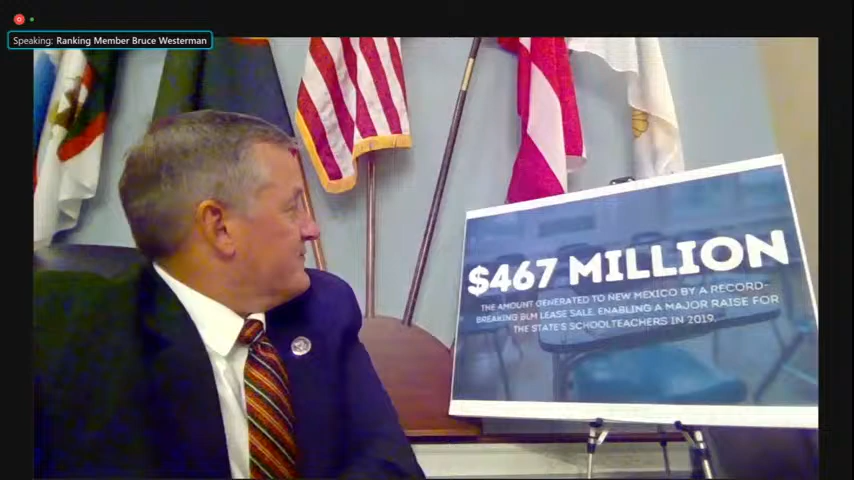 Speaking: Ranking Member Bruce Westerman
$467 MILLION
THE AMOUNT GENERATED TO NEW MEXICO BY A RECORD-
BREAKING BLM LEASE SALE, ENABLING A MAJOR RAISE FOR
THE STATE'S SCHOOLTEACHERS IN 2019.